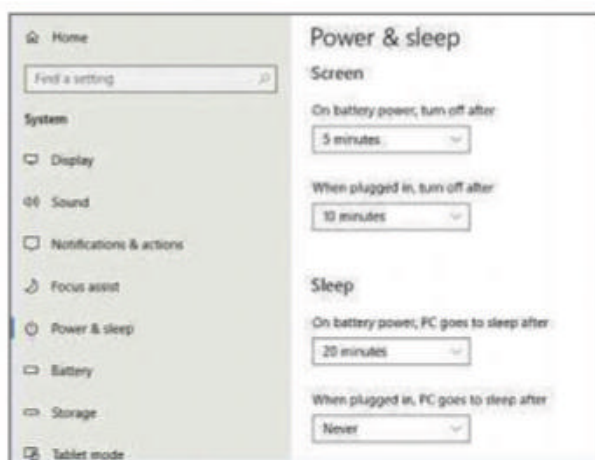 Home
Find a setting
System
Display
Sound
Notifications & actions
Focus assist
Power & sleep
Battery
Storage
Tablet mode
Power & sleep
Screen
On battery power, turn off after
5 minutes
When plugged in, turn off after
10 minutes
Sleep
On battery power, PC goes to sleep after
20 minutes
When plugged in, PC goes to sleep after
Never